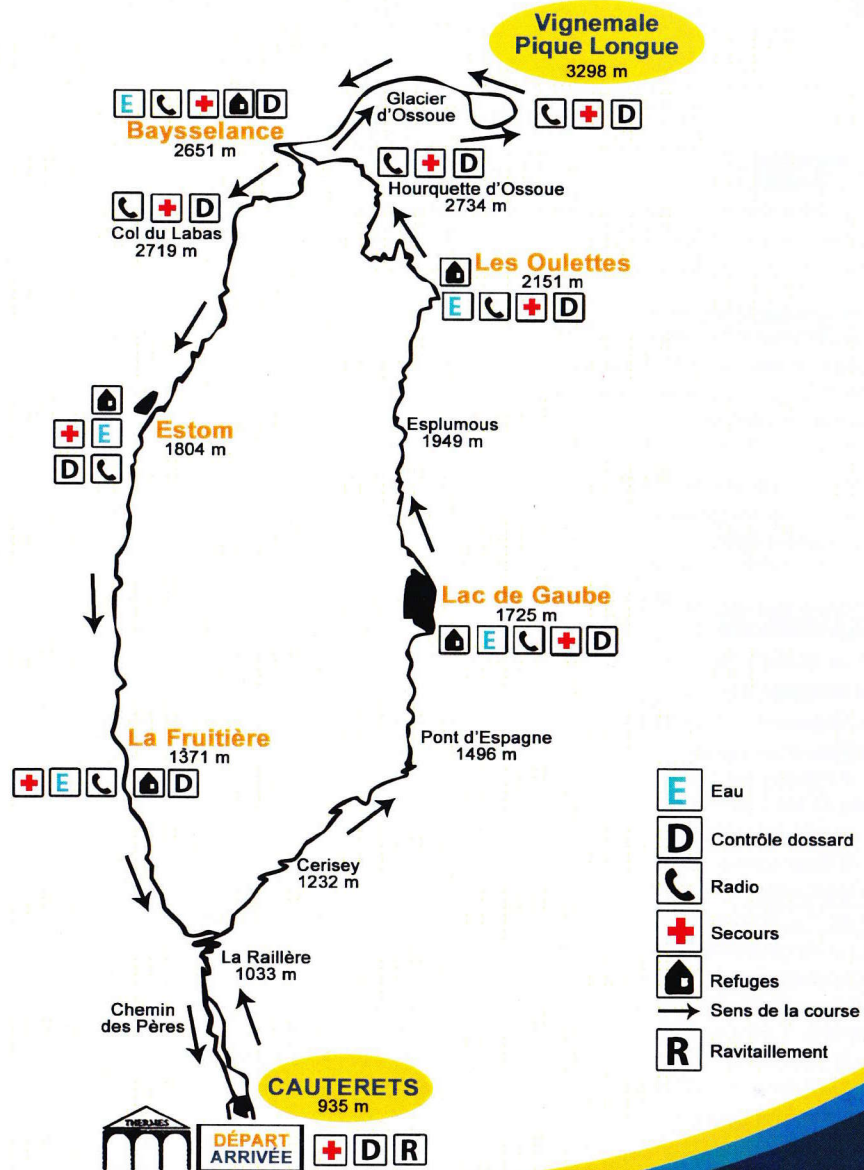 Vignemale
Pique Longue
3298 m
Glacier
d'Ossoue
E D
Baysselance
2651 m
D
D
Hourquette d'Ossoue
2734 m
D
Col du Labas
2719 m
Les Oulettes
2151 m
E D
Estom
1804 m
E
D
Esplumous
1949 m
Lac de Gaube
1725 m
E D
La Fruitière
1371 m
E D
Pont d'Espagne
1496 m
Cerisey
1232 m
La Raillère
1033 m
Chemin
des Pères
CAUTERETS
935 m
THERMES
DÉPART
ARRIVÉE
D R
E Eau
D Contrôle dossard
Radio
Secours
Refuges
Sens de la course
R Ravitaillement